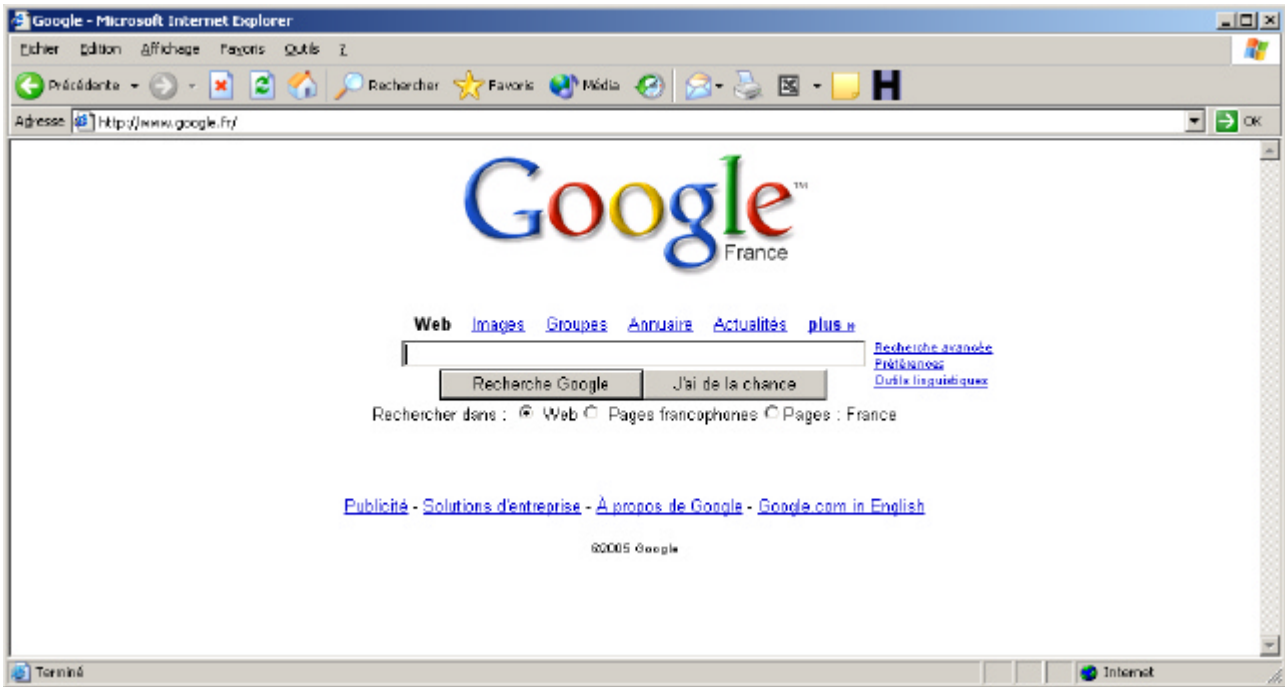 Google - Microsoft Internet Explorer
Fichier Edition Affichage Favoris Outils ?
Précédente Rechercher Favoris Média H
Adresse http://www.google.fr/ OK
Google™
France
Web Images Groupes Annuaire Actualités plus »
Recherche avancée
Préférences
Outils linguistiques
Recherche Google J'ai de la chance
Rechercher dans : Web Pages francophones Pages : France
Publicité - Solutions d'entreprise - À propos de Google - Google.com in English
©2005 Google
Terminé Internet